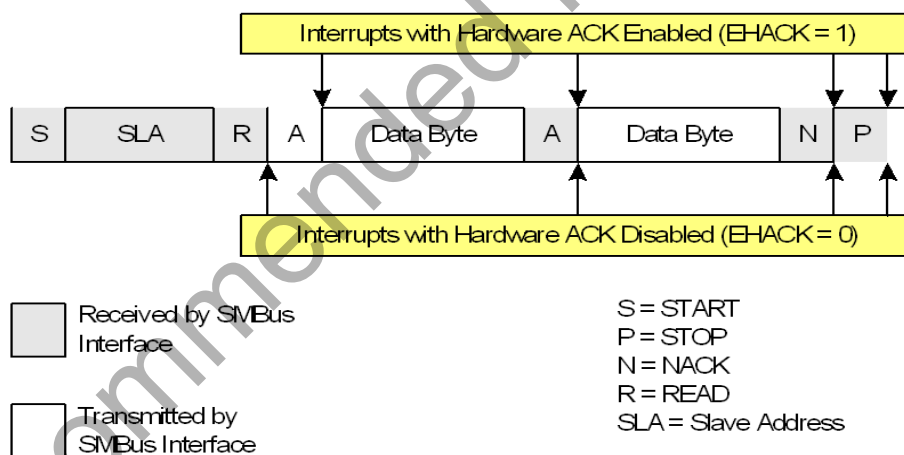 Interrupts with Hardware ACK Enabled (EHACK = 1)
S SLA R A Data Byte A Data Byte N P
Interrupts with Hardware ACK Disabled (EHACK = 0)
Received by SMBus
Interface
Transmitted by
SMBus Interface
S = START
P = STOP
N = NACK
R = READ
SLA = Slave Address